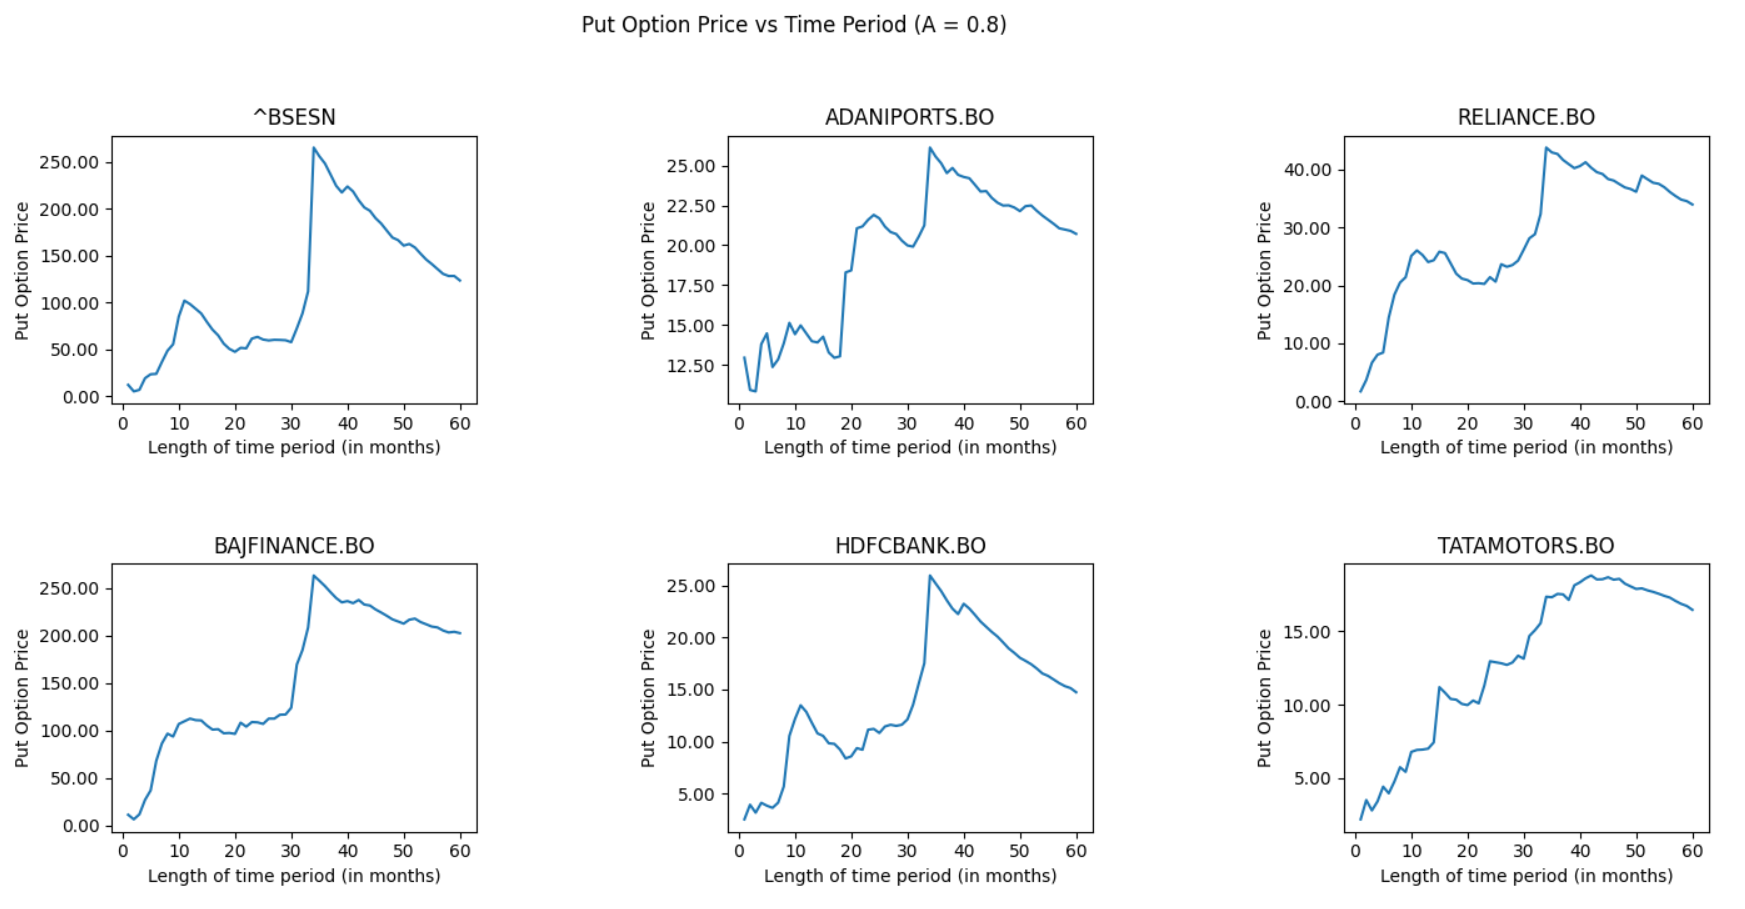 Put Option Price vs Time Period (A = 0.8)
^BSESN
250.00
200.00
150.00
100.00
50.00
0.00
Put Option Price
0 10 20 30 40 50 60
Length of time period (in months)
ADANIPORTS.BO
25.00
22.50
20.00
17.50
15.00
12.50
Put Option Price
0 10 20 30 40 50 60
Length of time period (in months)
RELIANCE.BO
40.00
30.00
20.00
10.00
0.00
Put Option Price
0 10 20 30 40 50 60
Length of time period (in months)
BAJFINANCE.BO
250.00
200.00
150.00
100.00
50.00
0.00
Put Option Price
0 10 20 30 40 50 60
Length of time period (in months)
HDFCBANK.BO
25.00
20.00
15.00
10.00
5.00
Put Option Price
0 10 20 30 40 50 60
Length of time period (in months)
TATAMOTORS.BO
15.00
10.00
5.00
Put Option Price
0 10 20 30 40 50 60
Length of time period (in months)